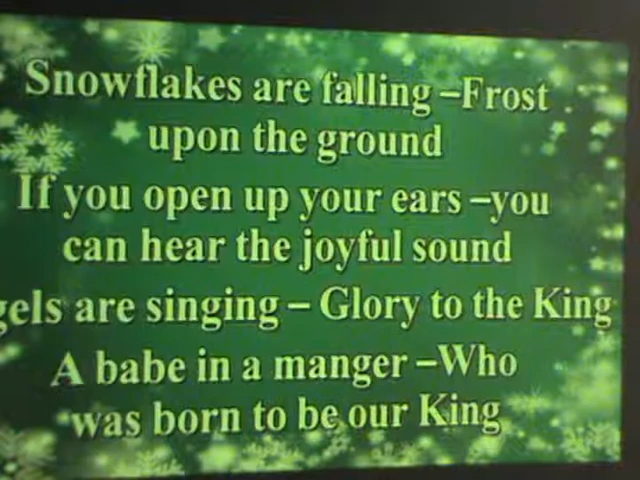 Snowflakes are falling –Frost
upon the ground
If you open up your ears –you
can hear the joyful sound
gels are singing – Glory to the King
A babe in a manger –Who
was born to be our King